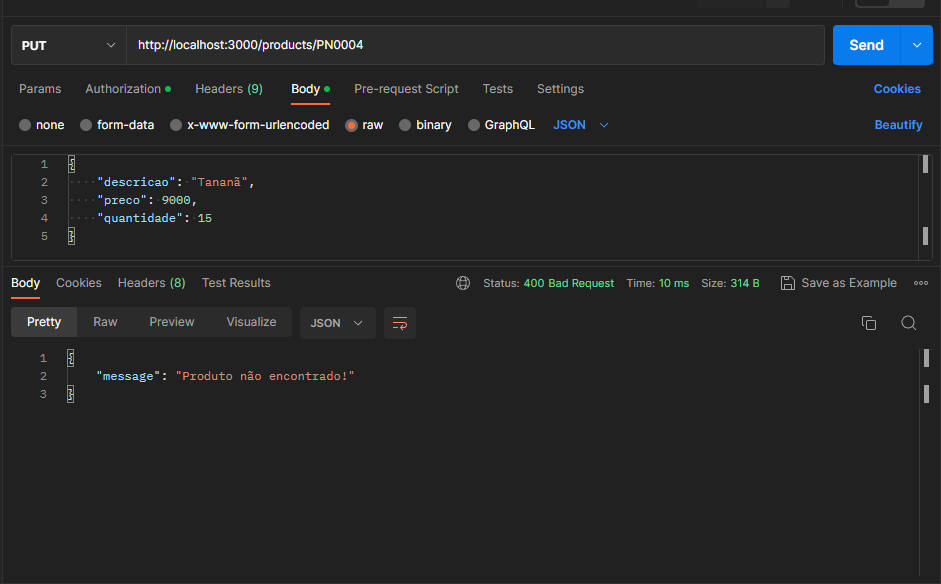 PUT http://localhost:3000/products/PN0004 Send
Params Authorization Headers (9) Body Pre-request Script Tests Settings Cookies
none form-data x-www-form-urlencoded raw binary GraphQL JSON Beautify
1 {
2 ····"descricao":·"Tananã",
3 ····"preco":·9000,
4 ····"quantidade":·15
5 }
Body Cookies Headers (8) Test Results Status: 400 Bad Request Time: 10 ms Size: 314 B Save as Example
Pretty Raw Preview Visualize JSON
1 {
2 "message": "Produto não encontrado!"
3 }